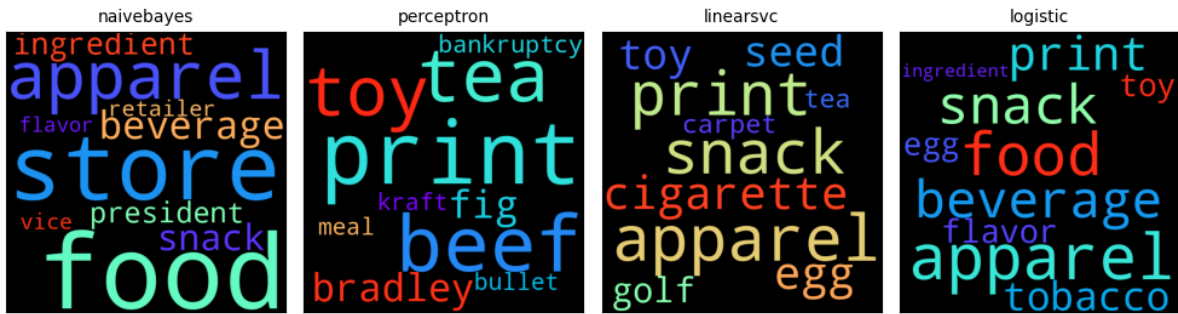 naivebayes
ingredient
apparel
retailer
flavor beverage
store
vice president
snack
food
perceptron
bankruptcy
toy tea
print
kraft fig
meal
beef
bradley bullet
linearsvc
toy seed
print tea
carpet
snack
cigarette
apparel
egg
golf
logistic
print
ingredient
toy
snack
egg food
beverage
flavor
apparel
tobacco